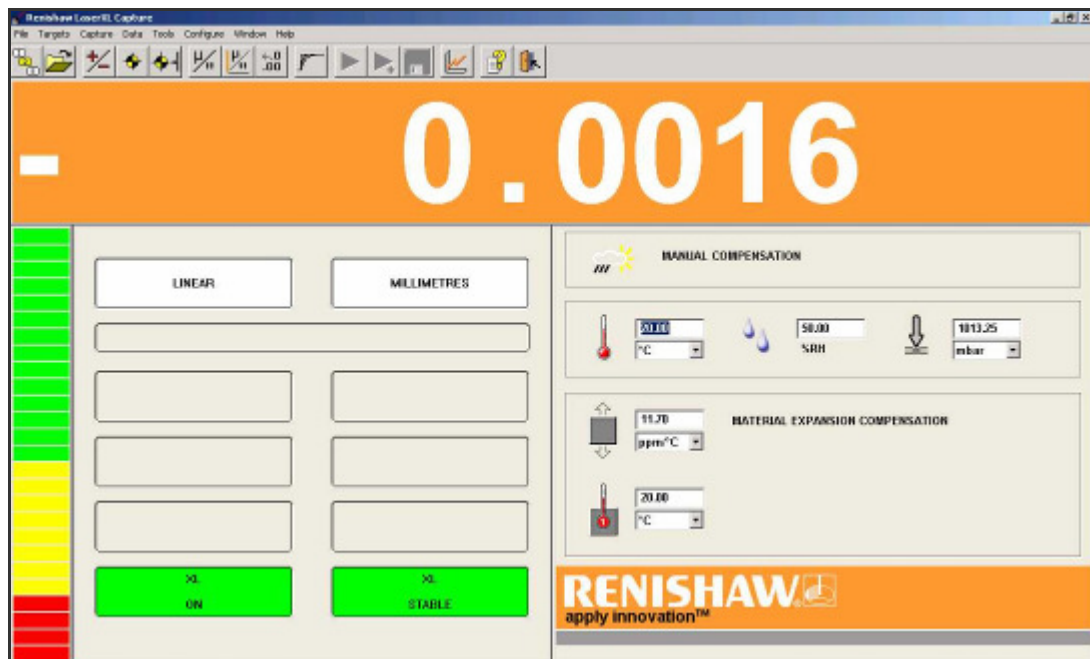 Renishaw LaserXL Capture
File Targets Capture Data Tools Configure Window Help
- 0.0016
LINEAR
MILLIMETRES
XL
ON
XL
STABLE
MANUAL COMPENSATION
20.00
°C
50.00
%RH
1013.25
mbar
11.70
ppm/°C
MATERIAL EXPANSION COMPENSATION
20.00
°C
1
RENISHAW
apply innovation™